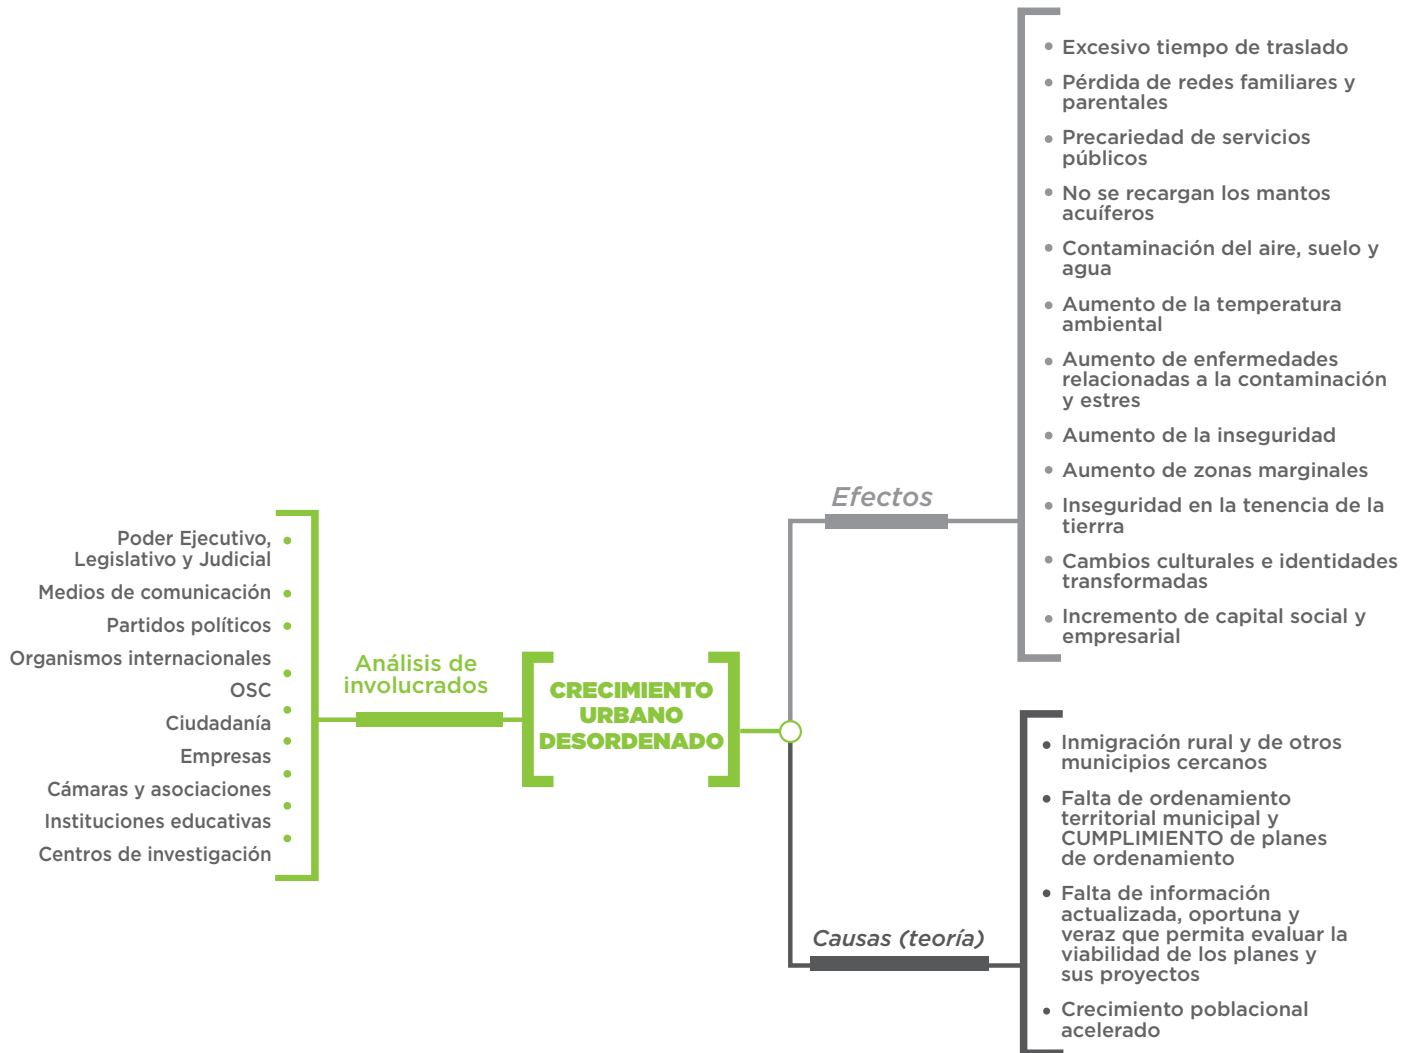 Excesivo tiempo de traslado
Pérdida de redes familiares y
parentales
Precariedad de servicios
públicos
No se recargan los mantos
acuíferos
Contaminación del aire, suelo y
agua
Aumento de la temperatura
ambiental
Aumento de enfermedades
relacionadas a la contaminación
y estres
Aumento de la inseguridad
Aumento de zonas marginales
Inseguridad en la tenencia de la
tierrra
Cambios culturales e identidades
transformadas
Incremento de capital social y
empresarial
Efectos
Poder Ejecutivo,
Legislativo y Judicial
Medios de comunicación
Partidos políticos
Organismos internacionales
OSC
Ciudadanía
Empresas
Cámaras y asociaciones
Instituciones educativas
Centros de investigación
Análisis de
involucrados
CRECIMIENTO
URBANO
DESORDENADO
Causas (teoría)
Inmigración rural y de otros
municipios cercanos
Falta de ordenamiento
territorial municipal y
CUMPLIMIENTO de planes
de ordenamiento
Falta de información
actualizada, oportuna y
veraz que permita evaluar la
viabilidad de los planes y
sus proyectos
Crecimiento poblacional
acelerado